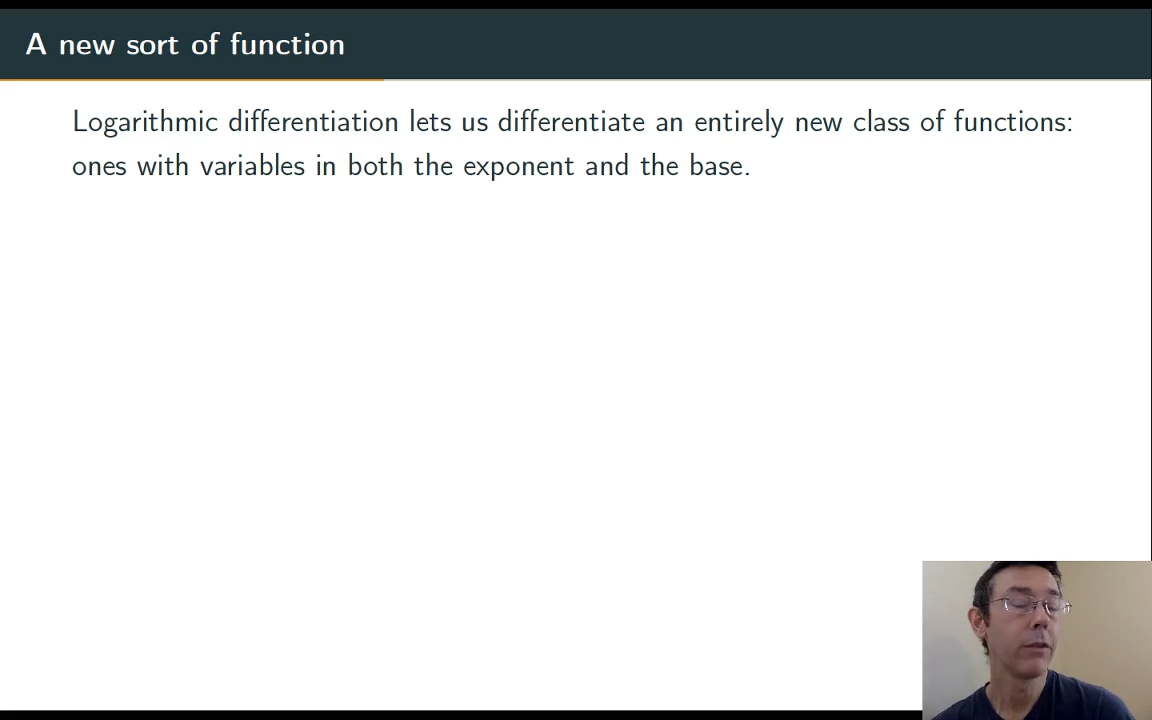 A new sort of function
Logarithmic differentiation lets us differentiate an entirely new class of functions:
ones with variables in both the exponent and the base.